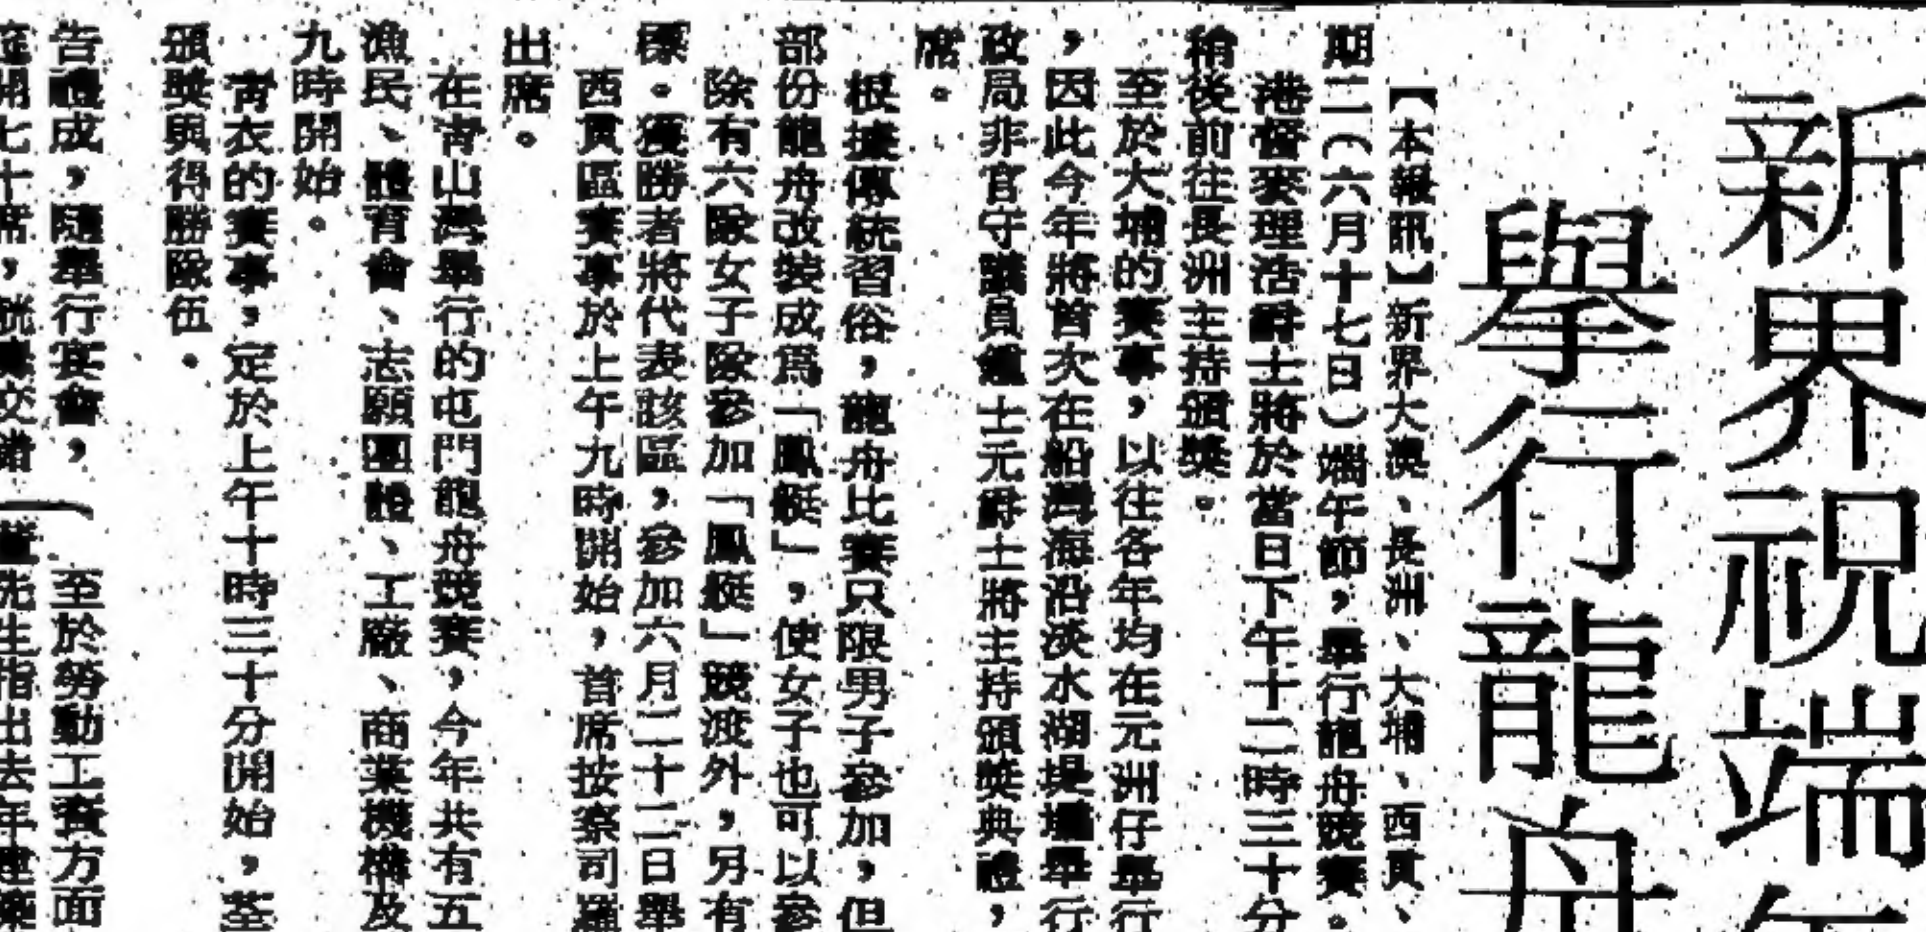 新界祝端午
舉行龍舟
【本報訊】新界大澳、長洲、大埔、西貢、
期二(六月十七日)端午節,舉行龍舟競賽。
港督麥理浩爵士將於當日下午十二時三十分
稍後前往長洲主持頒獎。
至於大埔的賽事,以往各年均在元洲仔舉行
,因此今年將首次在船灣海沿淡水湖堤壩舉行
政局非官守議員鍾士元爵士將主持頒獎典禮,
席。
根據傳統習俗,龍舟比賽只限男子參加,但
部份龍舟改裝成為「鳳艇」,使女子也可以參
除有六隊女子隊參加「鳳艇」競渡外,另有
標。獲勝者將代表該區,參加六月二十二日舉
西貢區賽事於上午九時開始,首席按察司羅
出席。
在青山灣舉行的屯門龍舟競賽,今年共有五
漁民、體育會、志願團體、工廠、商業機構及
九時開始。
青衣的賽事,定於上午十時三十分開始,荃
頒獎與得勝隊伍。
告禮成,隨舉行宴會,
至於勞動工資方面
開七十席,交
先生指出去年建築